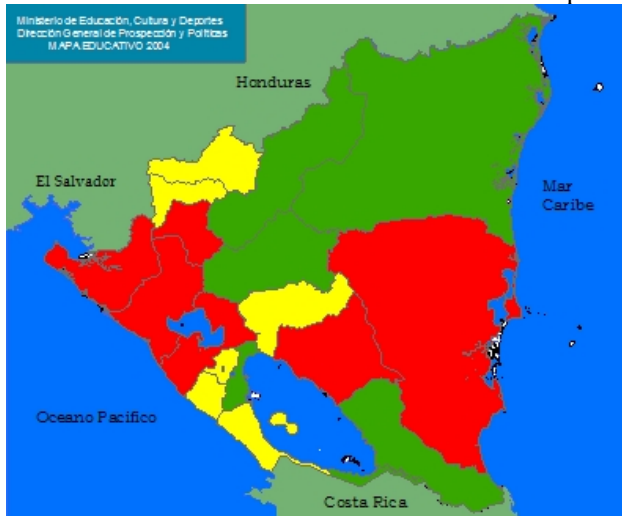 Ministerio de Educación, Cultura y Deportes
Dirección General de Prospección y Políticas
MAPA EDUCATIVO 2004
Honduras
El Salvador
Mar
Caribe
Oceano Pacifico
Costa Rica